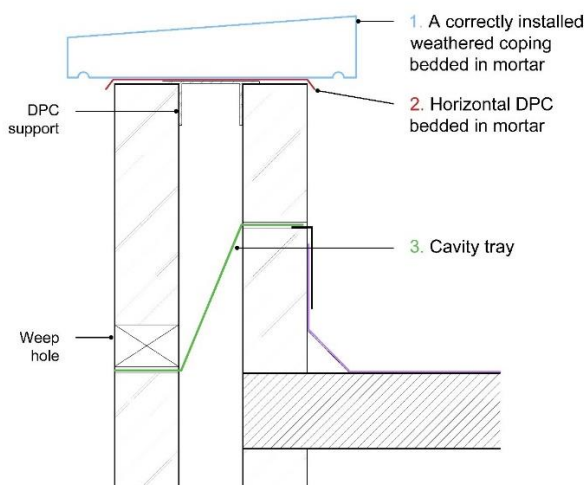 1. A correctly installed
weathered coping
bedded in mortar
DPC
support
2. Horizontal DPC
bedded in mortar
3. Cavity tray
Weep
hole